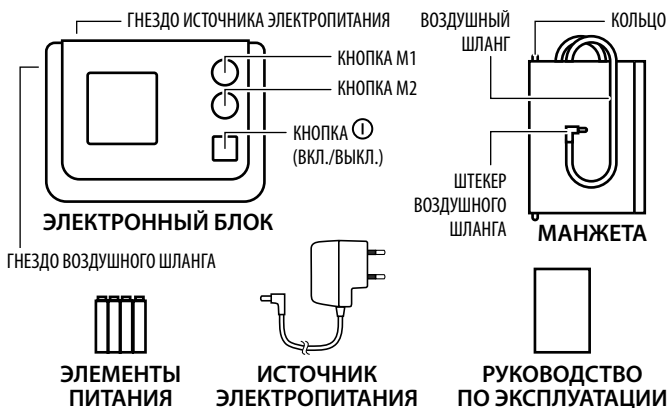 ГНЕЗДО ИСТОЧНИКА ЭЛЕКТРОПИТАНИЯ
КНОПКА М1
КНОПКА М2
КНОПКА
(ВКЛ./ВЫКЛ.)
ЭЛЕКТРОННЫЙ БЛОК
ГНЕЗДО ВОЗДУШНОГО ШЛАНГА
ВОЗДУШНЫЙ
ШЛАНГ
КОЛЬЦО
ШТЕКЕР
ВОЗДУШНОГО
ШЛАНГА
МАНЖЕТА
ЭЛЕМЕНТЫ
ПИТАНИЯ
ИСТОЧНИК
ЭЛЕКТРОПИТАНИЯ
РУКОВОДСТВО
ПО ЭКСПЛУАТАЦИИ